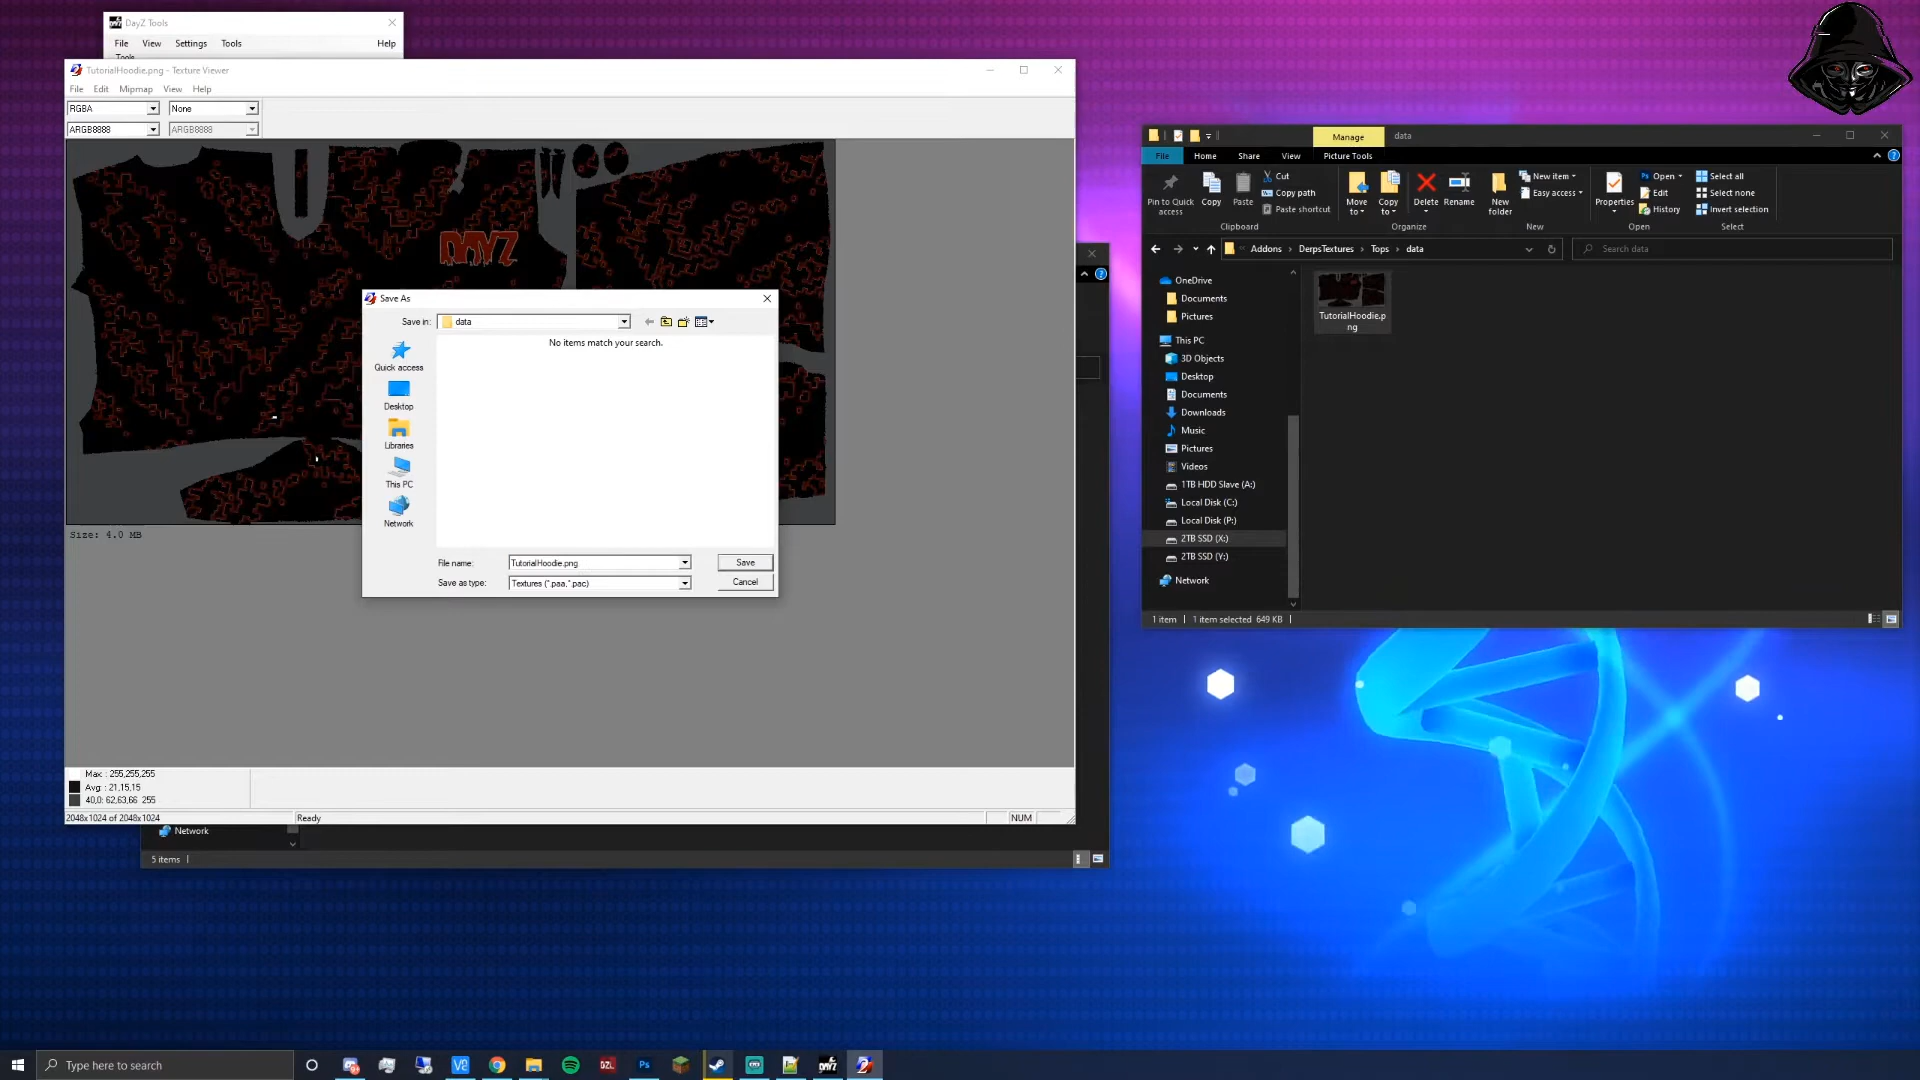 DayZ Tools
File View Settings Tools Help
Tools
TutorialHoodie.png - Texture Viewer
File Edit Mipmap View Help
RGBA None
ARGB8888 ARGB8888
DAYZ
Size: 4.0 MB
Save As
Save in: data
No items match your search.
Quick access
Desktop
Libraries
This PC
Network
File name: TutorialHoodie.png Save
Save as type: Textures (*.paa,*.pac) Cancel
Max : 255,255,255
Avg : 21,15,15
40,0: 62,63,66 255
2048x1024 of 2048x1024 Ready NUM
Network
5 items
Manage data
File Home Share View Picture Tools
Pin to Quick access
Copy
Paste
Cut
Copy path
Paste shortcut
Clipboard
Move to
Copy to
Delete
Rename
Organize
New folder
New item
Easy access
New
Properties
Open
Edit
History
Open
Select all
Select none
Invert selection
Select
Addons › DerpsTextures › Tops › data
Search data
OneDrive
Documents
Pictures
This PC
3D Objects
Desktop
Documents
Downloads
Music
Pictures
Videos
1TB HDD Slave (A:)
Local Disk (C:)
Local Disk (P:)
2TB SSD (X:)
2TB SSD (Y:)
Network
TutorialHoodie.p
ng
1 item 1 item selected 649 KB
Type here to search
DZL
Ps
DAYZ